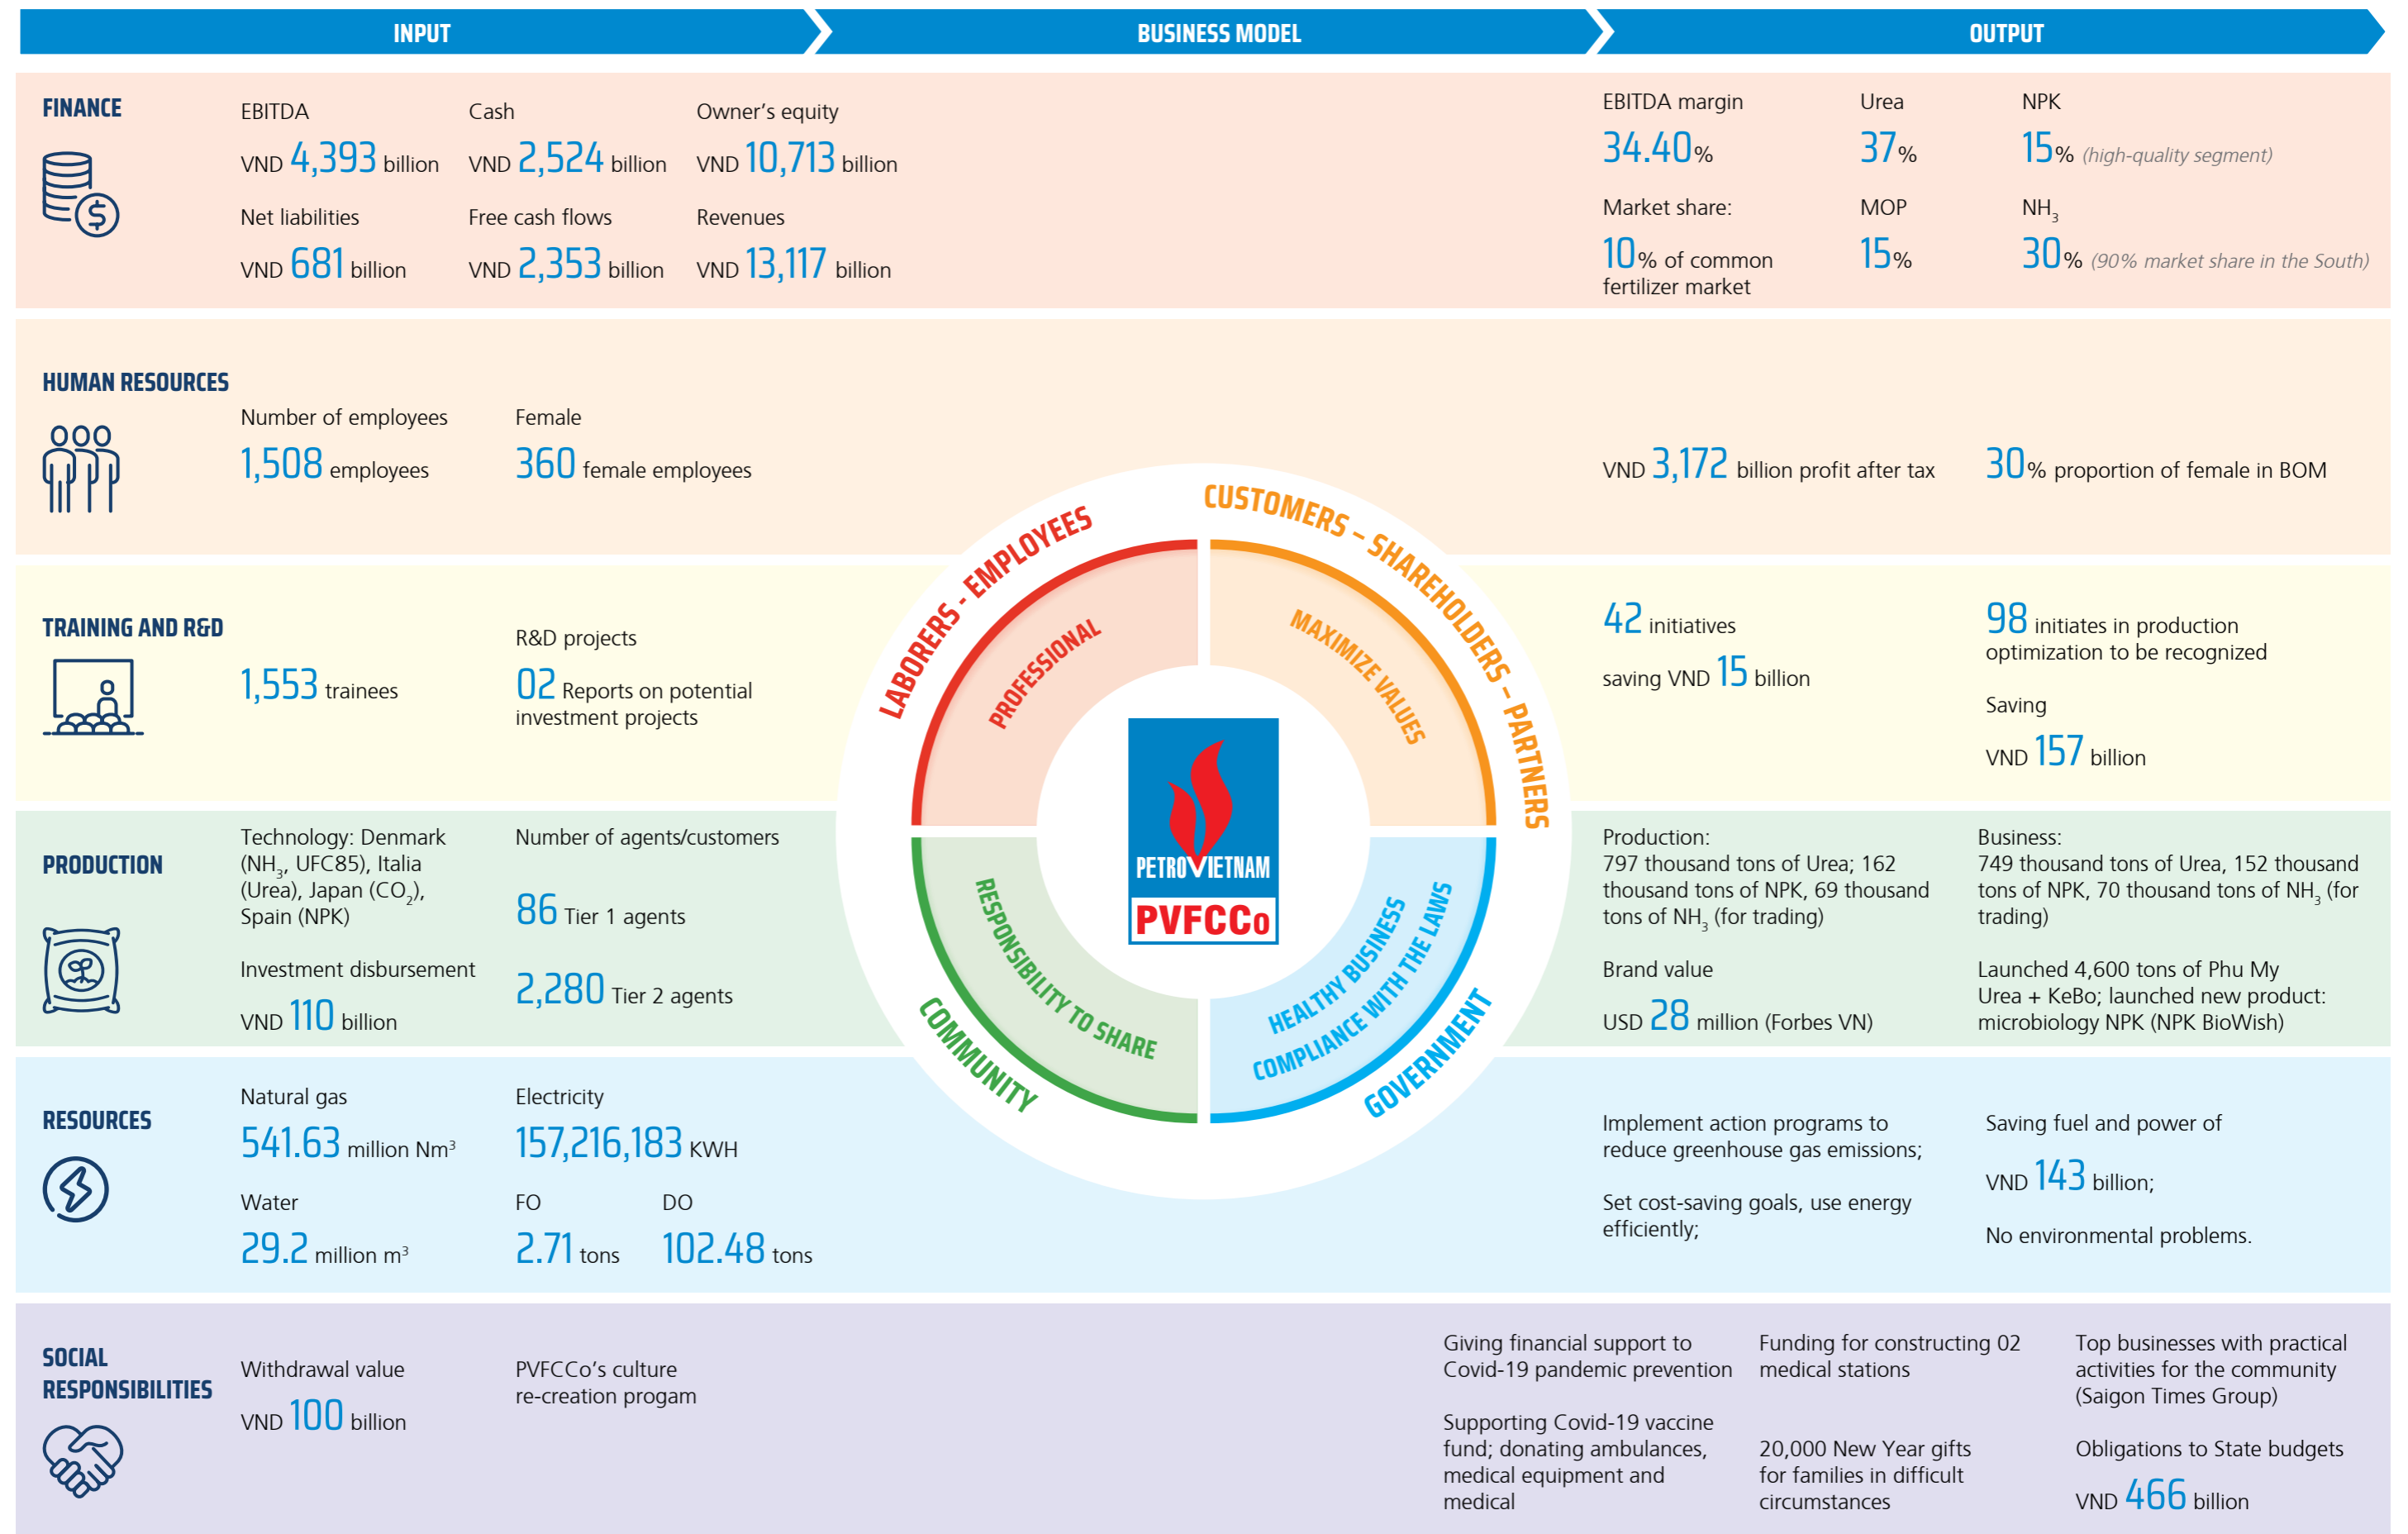 INPUT
BUSINESS MODEL
OUTPUT
FINANCE
EBITDA
VND 4,393 billion
Cash
VND 2,524 billion
Owner's equity
VND 10,713 billion
Net liabilities
VND 681 billion
Free cash flows
VND 2,353 billion
Revenues
VND 13,117 billion
EBITDA margin
34.40%
Urea
37%
NPK
15% (high-quality segment)
Market share:
10% of common
fertilizer market
MOP
15%
NH3
30% (90% market share in the South)
HUMAN RESOURCES
Number of employees
1,508 employees
Female
360 female employees
VND 3,172 billion profit after tax
30% proportion of female in BOM
TRAINING AND R&D
1,553 trainees
R&D projects
02 Reports on potential
investment projects
42 initiatives
saving VND 15 billion
98 initiates in production
optimization to be recognized
Saving
VND 157 billion
LABORERS - EMPLOYEES
PROFESSIONAL
CUSTOMERS – SHAREHOLDERS – PARTNERS
MAXIMIZE VALUES
PETROVIETNAM
PVFCCo
COMMUNITY
RESPONSIBILITY TO SHARE
HEALTHY BUSINESS
COMPLIANCE WITH THE LAWS
GOVERNMENT
PRODUCTION
Technology: Denmark
(NH3, UFC85), Italia
(Urea), Japan (CO2),
Spain (NPK)
Investment disbursement
VND 110 billion
Number of agents/customers
86 Tier 1 agents
2,280 Tier 2 agents
Production:
797 thousand tons of Urea; 162
thousand tons of NPK, 69 thousand
tons of NH3 (for trading)
Brand value
USD 28 million (Forbes VN)
Business:
749 thousand tons of Urea, 152 thousand
tons of NPK, 70 thousand tons of NH3 (for
trading)
Launched 4,600 tons of Phu My
Urea + KeBo; launched new product:
microbiology NPK (NPK BioWish)
RESOURCES
Natural gas
541.63 million Nm³
Electricity
157,216,183 KWH
Water
29.2 million m³
FO
2.71 tons
DO
102.48 tons
Implement action programs to
reduce greenhouse gas emissions;
Set cost-saving goals, use energy
efficiently;
Saving fuel and power of
VND 143 billion;
No environmental problems.
SOCIAL
RESPONSIBILITIES
Withdrawal value
VND 100 billion
PVFCCo's culture
re-creation progam
Giving financial support to
Covid-19 pandemic prevention
Supporting Covid-19 vaccine
fund; donating ambulances,
medical equipment and
medical
Funding for constructing 02
medical stations
20,000 New Year gifts
for families in difficult
circumstances
Top businesses with practical
activities for the community
(Saigon Times Group)
Obligations to State budgets
VND 466 billion